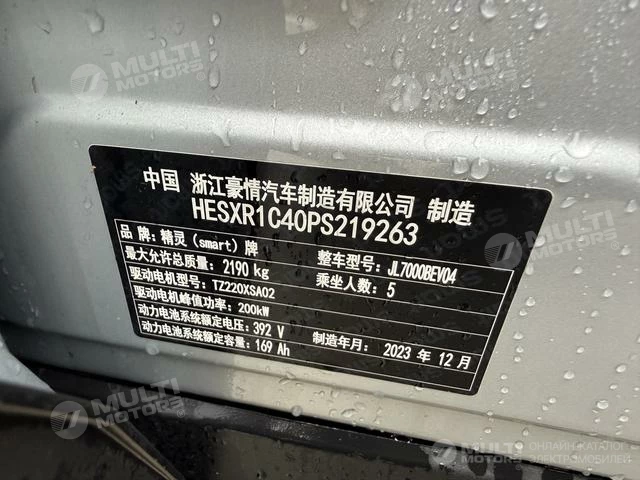 MULTI MOTORS
MULTI MOTORS
中国 浙江豪情汽车制造有限公司 制造
HESXR1C40PS219263
品 牌: 精灵 (smart) 牌
最大允许总质量: 2190 kg 整车型号: JL7000BEV04
驱动电机型号: TZ220XSA02 乘坐人数: 5
驱动电机峰值功率: 200kW
动力电池系统额定电压: 392 V
动力电池系统额定容量: 169 Ah 制造年月: 2023 年 12 月
MULTI MOTORS
MULTI MOTORS
ОНЛАЙН-КАТАЛОГ
ЭЛЕКТРОМОБИЛЕЙ